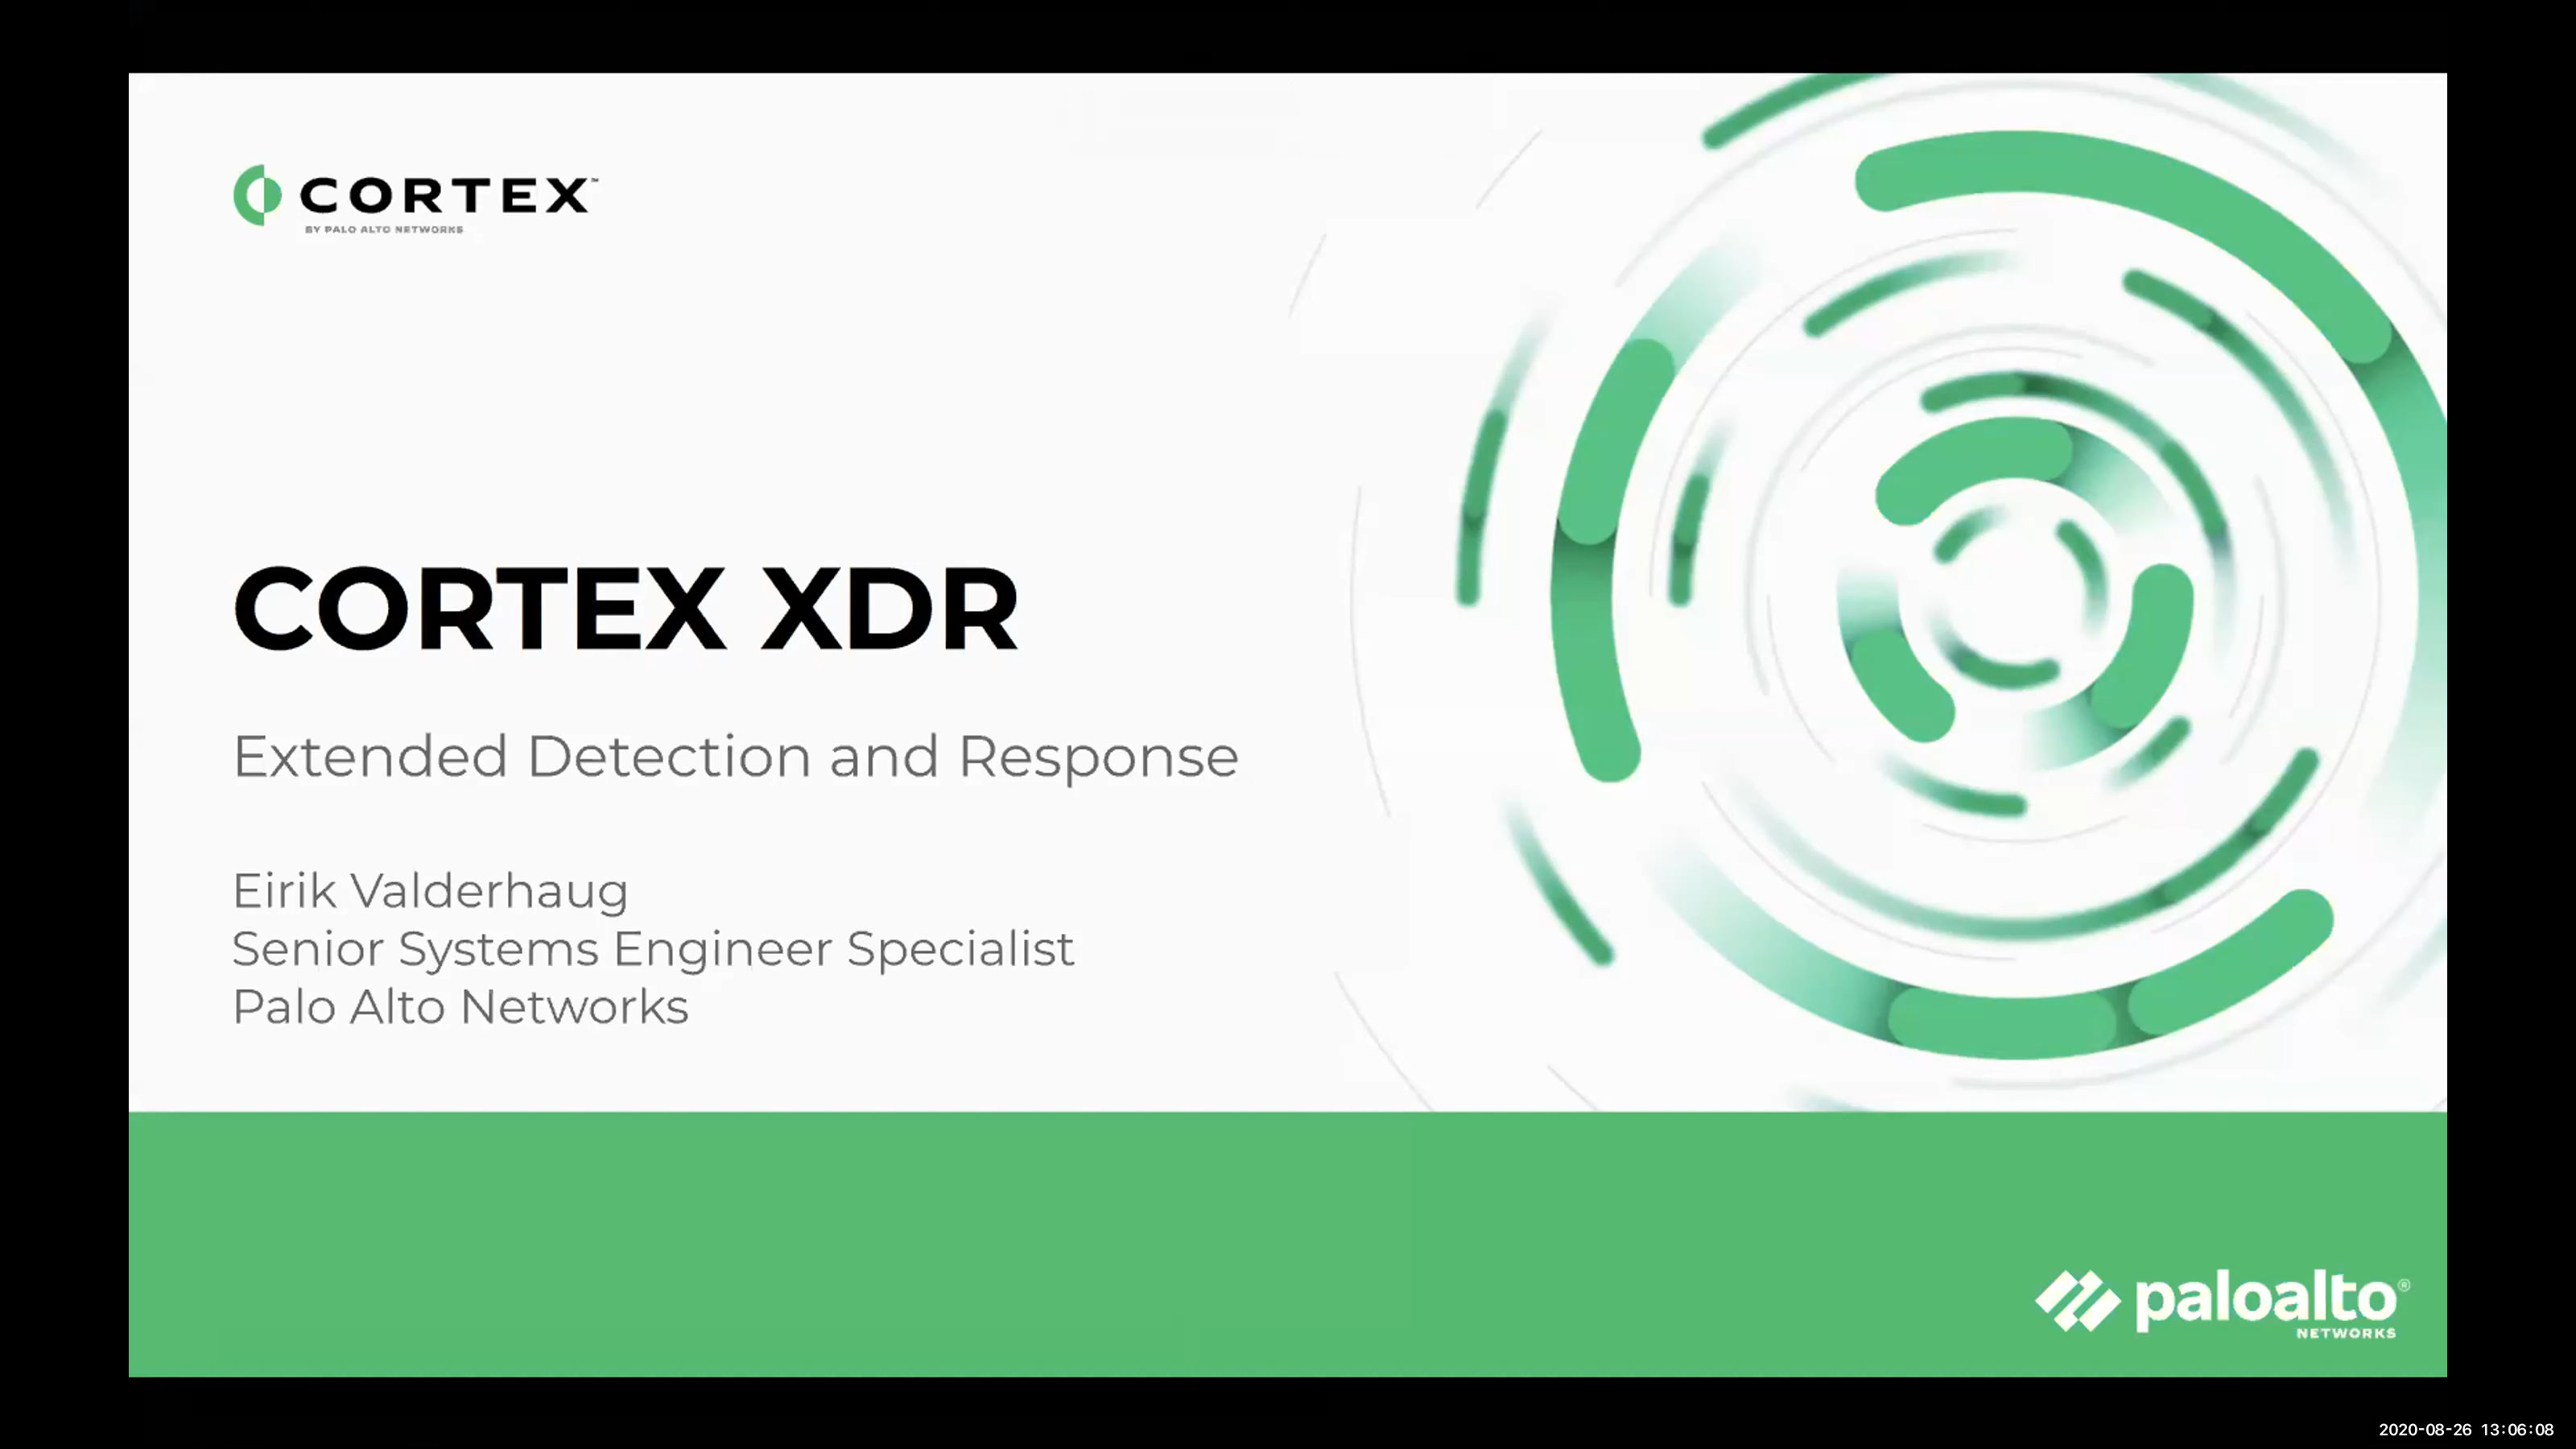 CORTEX™
BY PALO ALTO NETWORKS
CORTEX XDR
Extended Detection and Response
Eirik Valderhaug
Senior Systems Engineer Specialist
Palo Alto Networks
paloalto®
NETWORKS
2020-08-26 13:06:08